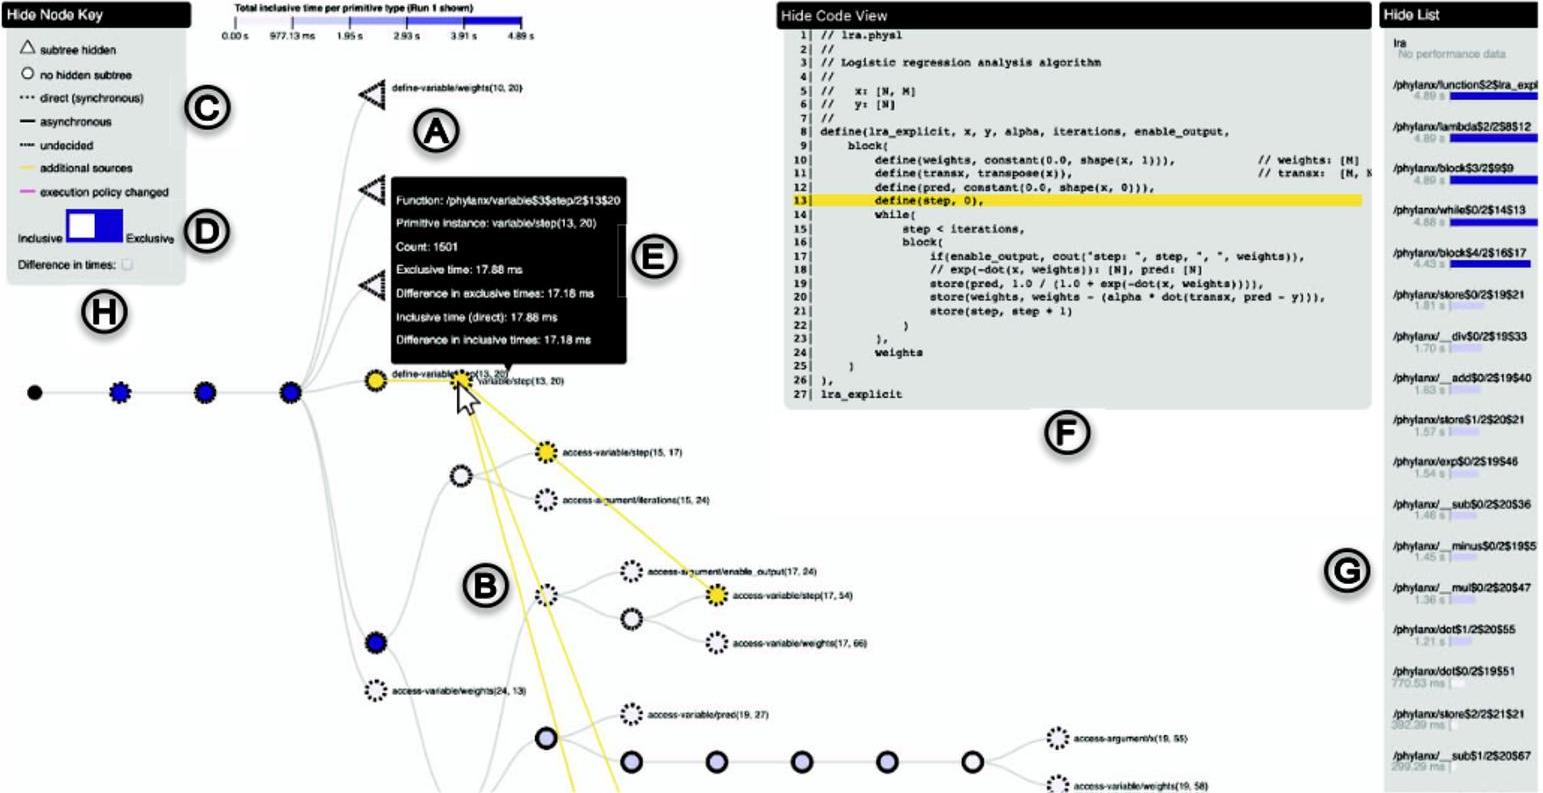 Hide Node Key
subtree hidden
no hidden subtree
direct (synchronous)
asynchronous
undecided
additional sources
execution policy changed
Inclusive Exclusive
Difference in times:
C
D
H
Total inclusive time per primitive type (Run 1 shown)
0.00 s 977.13 ms 1.95 s 2.93 s 3.91 s 4.89 s
define-variable/weights(10, 20)
A
Function: /phylanx/variable$3$step/2$13$20
Primitive instance: variable/step(13, 20)
Count: 1501
Exclusive time: 17.88 ms
Difference in exclusive times: 17.18 ms
Inclusive time (direct): 17.88 ms
Difference in inclusive times: 17.18 ms
E
variable/step(13, 20)
access-variable/step(15, 17)
access-argument/iterations(15, 24)
B
access-argument/enable_output(17, 24)
access-variable/step(17, 54)
access-variable/weights(17, 66)
access-variable/weights(24, 13)
access-variable/pred(19, 27)
access-argument/x(19, 55)
access-variable/weights(19, 58)
Hide Code View
1| // lra.physl
2| //
3| // Logistic regression analysis algorithm
4| //
5| // x: [N, M]
6| // y: [N]
7| //
8| define(lra_explicit, x, y, alpha, iterations, enable_output,
9| block(
10| define(weights, constant(0.0, shape(x, 1))), // weights: [M]
11| define(transx, transpose(x)), // transx: [M,
12| define(pred, constant(0.0, shape(x, 0))),
13| define(step, 0),
14| while(
15| step < iterations,
16| block(
17| if(enable_output, cout("step: ", step, ", ", weights)),
18| // exp(-dot(x, weights)): [N], pred: [N]
19| store(pred, 1.0 / (1.0 + exp(-dot(x, weights)))),
20| store(weights, weights - (alpha * dot(transx, pred - y))),
21| store(step, step + 1)
22| )
23| ),
24| weights
25| )
26| ),
27| lra_explicit
F
Hide List
lra
No performance data
/phylanx/function$2$lra_expl
4.89 s
/phylanx/lambda$2/2$8$12
4.89 s
/phylanx/block$3/2$9$9
4.89 s
/phylanx/while$0/2$14$13
4.88 s
/phylanx/block$4/2$16$17
4.43 s
/phylanx/store$0/2$19$21
1.81 s
/phylanx/__div$0/2$19$33
1.70 s
/phylanx/__add$0/2$19$40
1.63 s
/phylanx/store$1/2$20$21
1.57 s
/phylanx/exp$0/2$19$46
1.54 s
/phylanx/__sub$0/2$20$36
1.46 s
/phylanx/__minus$0/2$19$5
1.45 s
/phylanx/__mul$0/2$20$47
1.36 s
/phylanx/dot$1/2$20$55
1.21 s
/phylanx/dot$0/2$19$51
770.53 ms
/phylanx/store$2/2$21$21
392.39 ms
/phylanx/__sub$1/2$20$67
299.29 ms
G